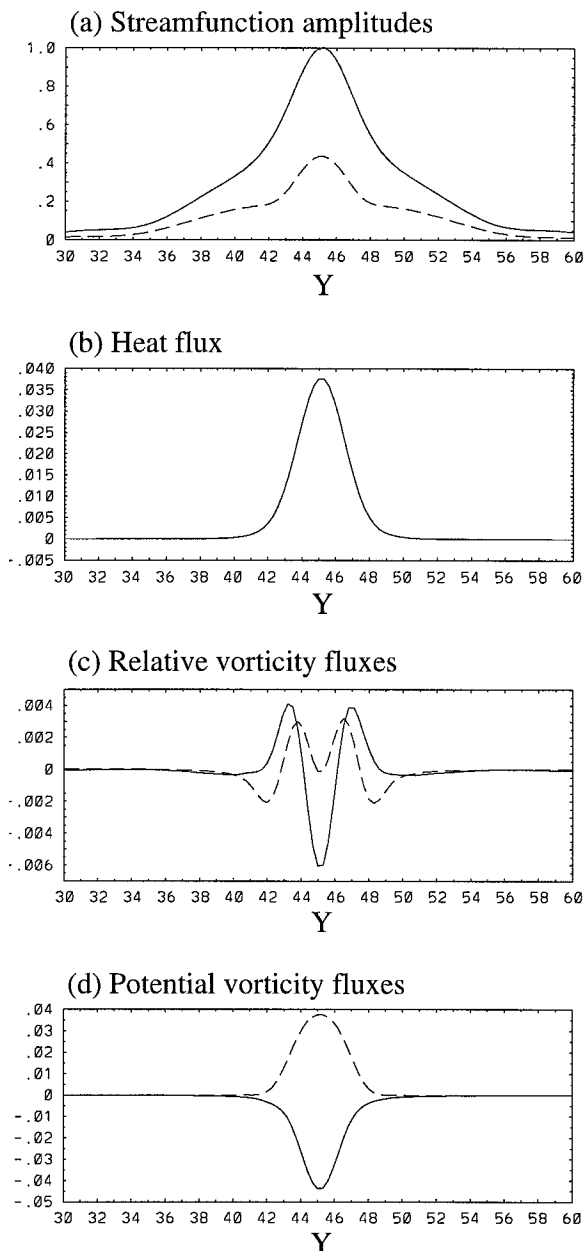 (a) Streamfunction amplitudes
1.0
.8
.6
.4
.2
0
30 32 34 36 38 40 42 44 46 48 50 52 54 56 58 60
Y
(b) Heat flux
.040
.035
.030
.025
.020
.015
.010
.005
0
-.005
30 32 34 36 38 40 42 44 46 48 50 52 54 56 58 60
Y
(c) Relative vorticity fluxes
.004
.002
0
-.002
-.004
-.006
30 32 34 36 38 40 42 44 46 48 50 52 54 56 58 60
Y
(d) Potential vorticity fluxes
.04
.03
.02
.01
0
-.01
-.02
-.03
-.04
-.05
30 32 34 36 38 40 42 44 46 48 50 52 54 56 58 60
Y